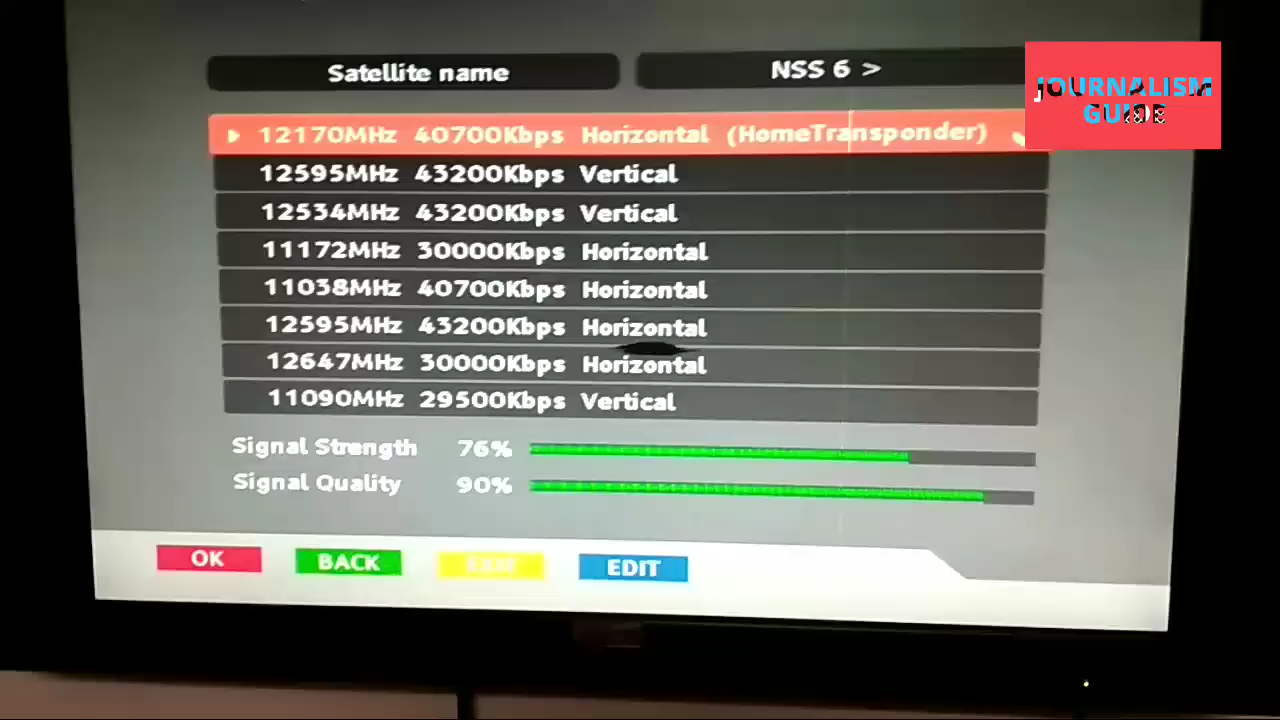 Satellite name
NSS 6 >
12170MHz 40700Kbps Horizontal (HomeTransponder)
12595MHz 43200Kbps Vertical
12534MHz 43200Kbps Vertical
11172MHz 30000Kbps Horizontal
11038MHz 40700Kbps Horizontal
12595MHz 43200Kbps Horizontal
12647MHz 30000Kbps Horizontal
11090MHz 29500Kbps Vertical
Signal Strength 76%
Signal Quality 90%
OK BACK EDIT
JOURNALISM
GUIDE